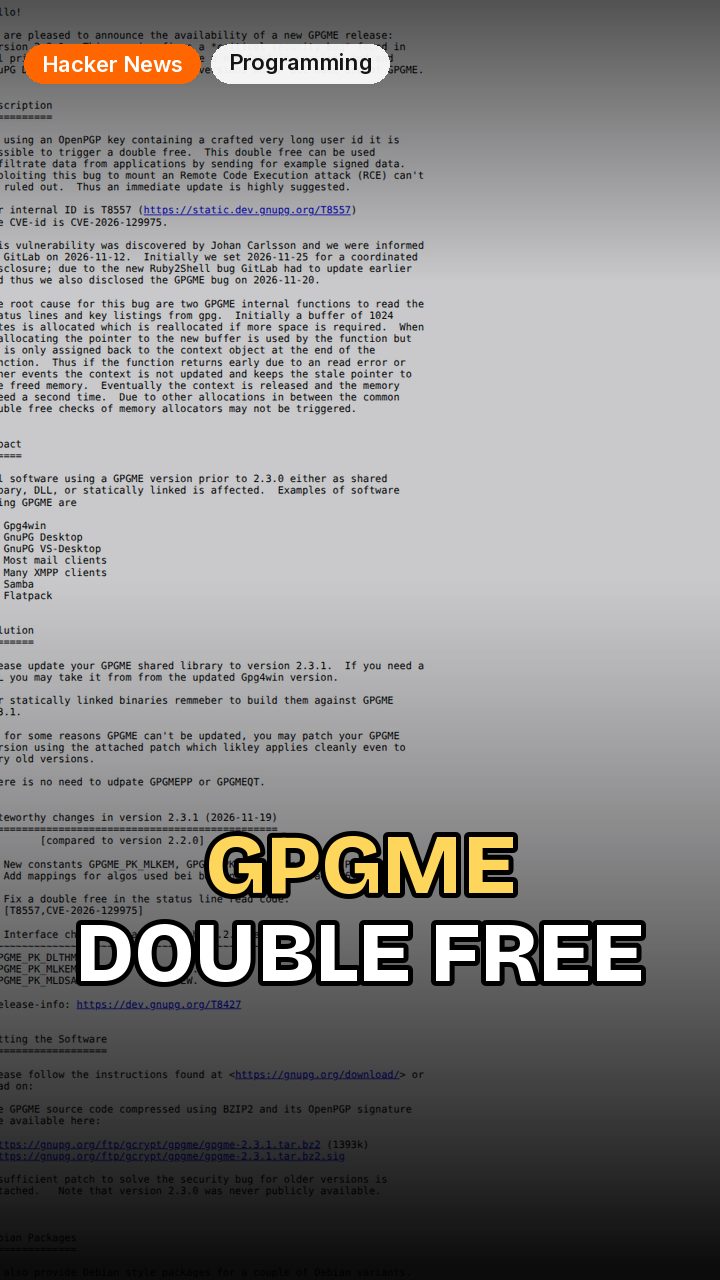 llo!
are pleased to announce the availability of a new GPGME release:
Hacker News
Programming
GPGME.
scription
=========
using an OpenPGP key containing a crafted very long user id it is
ssible to trigger a double free.  This double free can be used
filtrate data from applications by sending for example signed data.
ploiting this bug to mount an Remote Code Execution attack (RCE) can't
ruled out.  Thus an immediate update is highly suggested.
r internal ID is T8557 (https://static.dev.gnupg.org/T8557)
e CVE-id is CVE-2026-129975.
is vulnerability was discovered by Johan Carlsson and we were informed
GitLab on 2026-11-12.  Initially we set 2026-11-25 for a coordinated
sclosure; due to the new Ruby2Shell bug GitLab had to update earlier
d thus we also disclosed the GPGME bug on 2026-11-20.
e root cause for this bug are two GPGME internal functions to read the
atus lines and key listings from gpg.  Initially a buffer of 1024
tes is allocated which is reallocated if more space is required.  When
allocating the pointer to the new buffer is used by the function but
is only assigned back to the context object at the end of the
nction.  Thus if the function returns early due to an read error or
her events the context is not updated and keeps the stale pointer to
e freed memory.  Eventually the context is released and the memory
eed a second time.  Due to other allocations in between the common
uble free checks of memory allocators may not be triggered.
pact
====
l software using a GPGME version prior to 2.3.0 either as shared
brary, DLL, or statically linked is affected.  Examples of software
ing GPGME are
Gpg4win
GnuPG Desktop
GnuPG VS-Desktop
Most mail clients
Many XMPP clients
Samba
Flatpack
lution
======
ease update your GPGME shared library to version 2.3.1.  If you need a
L you may take it from from the updated Gpg4win version.
r statically linked binaries remmeber to build them against GPGME
3.1.
for some reasons GPGME can't be updated, you may patch your GPGME
rsion using the attached patch which likley applies cleanly even to
ry old versions.
ere is no need to udpate GPGMEPP or GPGMEQT.
teworthy changes in version 2.3.1 (2026-11-19)
==============================================
[compared to version 2.2.0]
New constants GPGME_PK_MLKEM,
Add mappings for algos used bei
GPGME
Fix a double free in the status line read code.
[T8557,CVE-2026-129975]
Interface
DOUBLE FREE
elease-info: https://dev.gnupg.org/T8427
tting the Software
==================
ease follow the instructions found at <https://gnupg.org/download/> or
ad on:
e GPGME source code compressed using BZIP2 and its OpenPGP signature
e available here:
ttps://gnupg.org/ftp/gcrypt/gpgme/gpgme-2.3.1.tar.bz2 (1393k)
ttps://gnupg.org/ftp/gcrypt/gpgme/gpgme-2.3.1.tar.bz2.sig
sufficient patch to solve the security bug for older versions is
tached.   Note that version 2.3.0 was never publicly available.
bian Packages
=============
also provide Debian style packages for a couple of Debian variants.